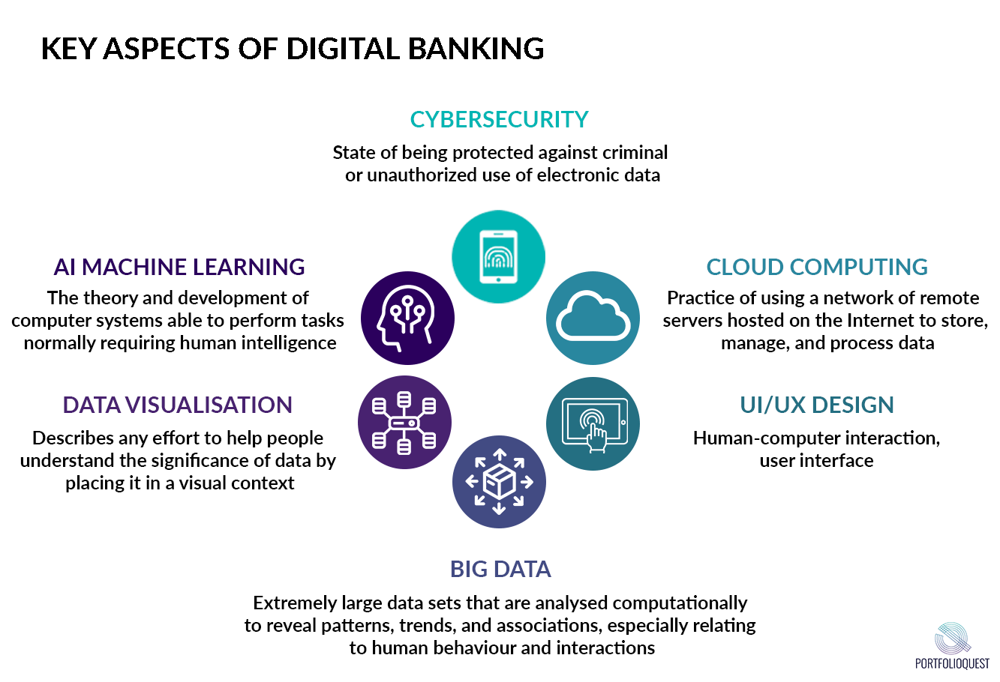 KEY ASPECTS OF DIGITAL BANKING
CYBERSECURITY
State of being protected against criminal
or unauthorized use of electronic data
AI MACHINE LEARNING
The theory and development of
computer systems able to perform tasks
normally requiring human intelligence
CLOUD COMPUTING
Practice of using a network of remote
servers hosted on the Internet to store,
manage, and process data
DATA VISUALISATION
Describes any effort to help people
understand the significance of data by
placing it in a visual context
UI/UX DESIGN
Human-computer interaction,
user interface
BIG DATA
Extremely large data sets that are analysed computationally
to reveal patterns, trends, and associations, especially relating
to human behaviour and interactions
PORTFOLIOQUEST